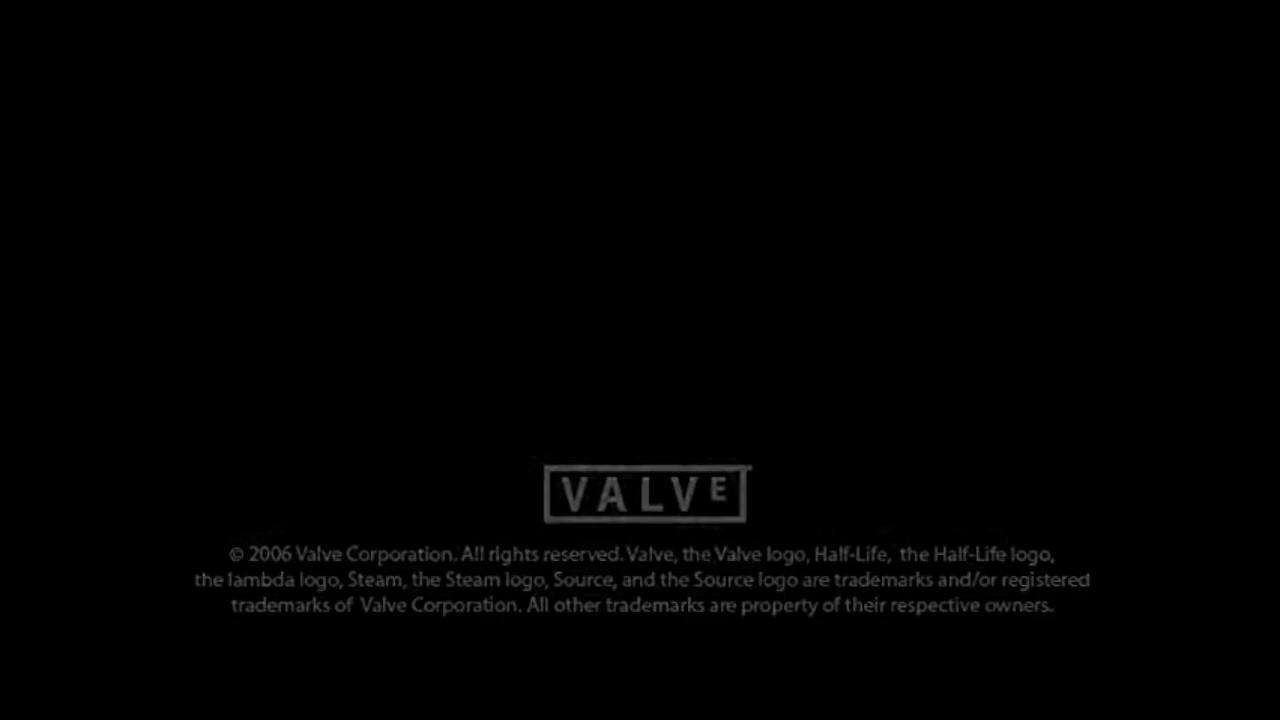 VALVE
© 2006 Valve Corporation. All rights reserved. Valve, the Valve logo, Half-Life, the Half-Life logo,
the lambda logo, Steam, the Steam logo, Source, and the Source logo are trademarks and/or registered
trademarks of Valve Corporation. All other trademarks are property of their respective owners.